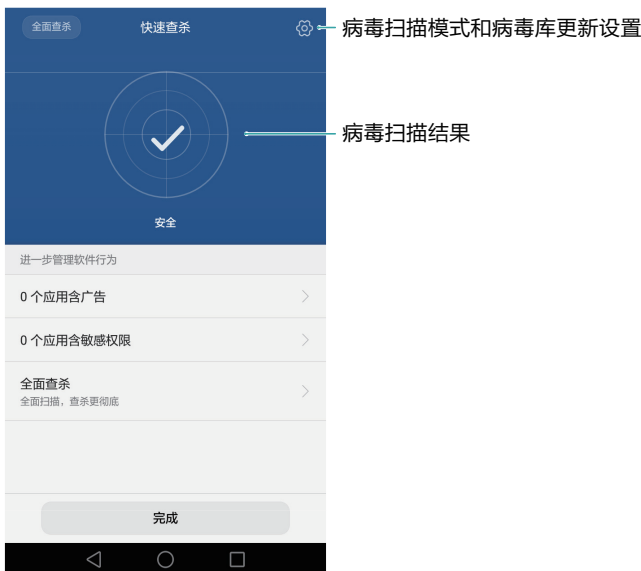 全面查杀
快速查杀
病毒扫描模式和病毒库更新设置
病毒扫描结果
安全
进一步管理软件行为
0 个应用含广告
0 个应用含敏感权限
全面查杀
全面扫描，查杀更彻底
完成